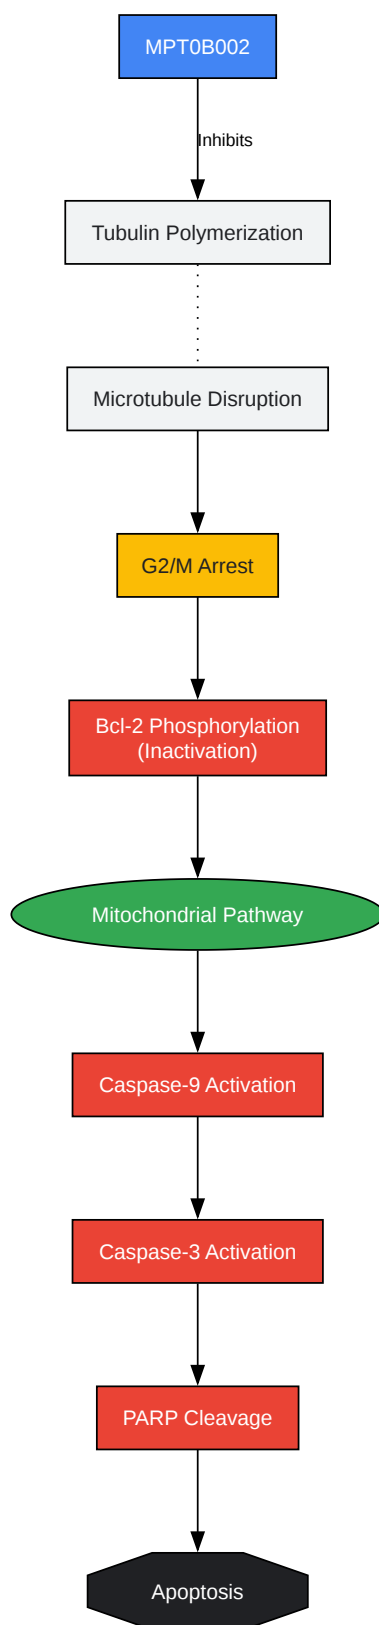 MPT0B002
Inhibits
Tubulin Polymerization
Microtubule Disruption
G2/M Arrest
Bcl-2 Phosphorylation
(Inactivation)
Mitochondrial Pathway
Caspase-9 Activation
Caspase-3 Activation
PARP Cleavage
Apoptosis